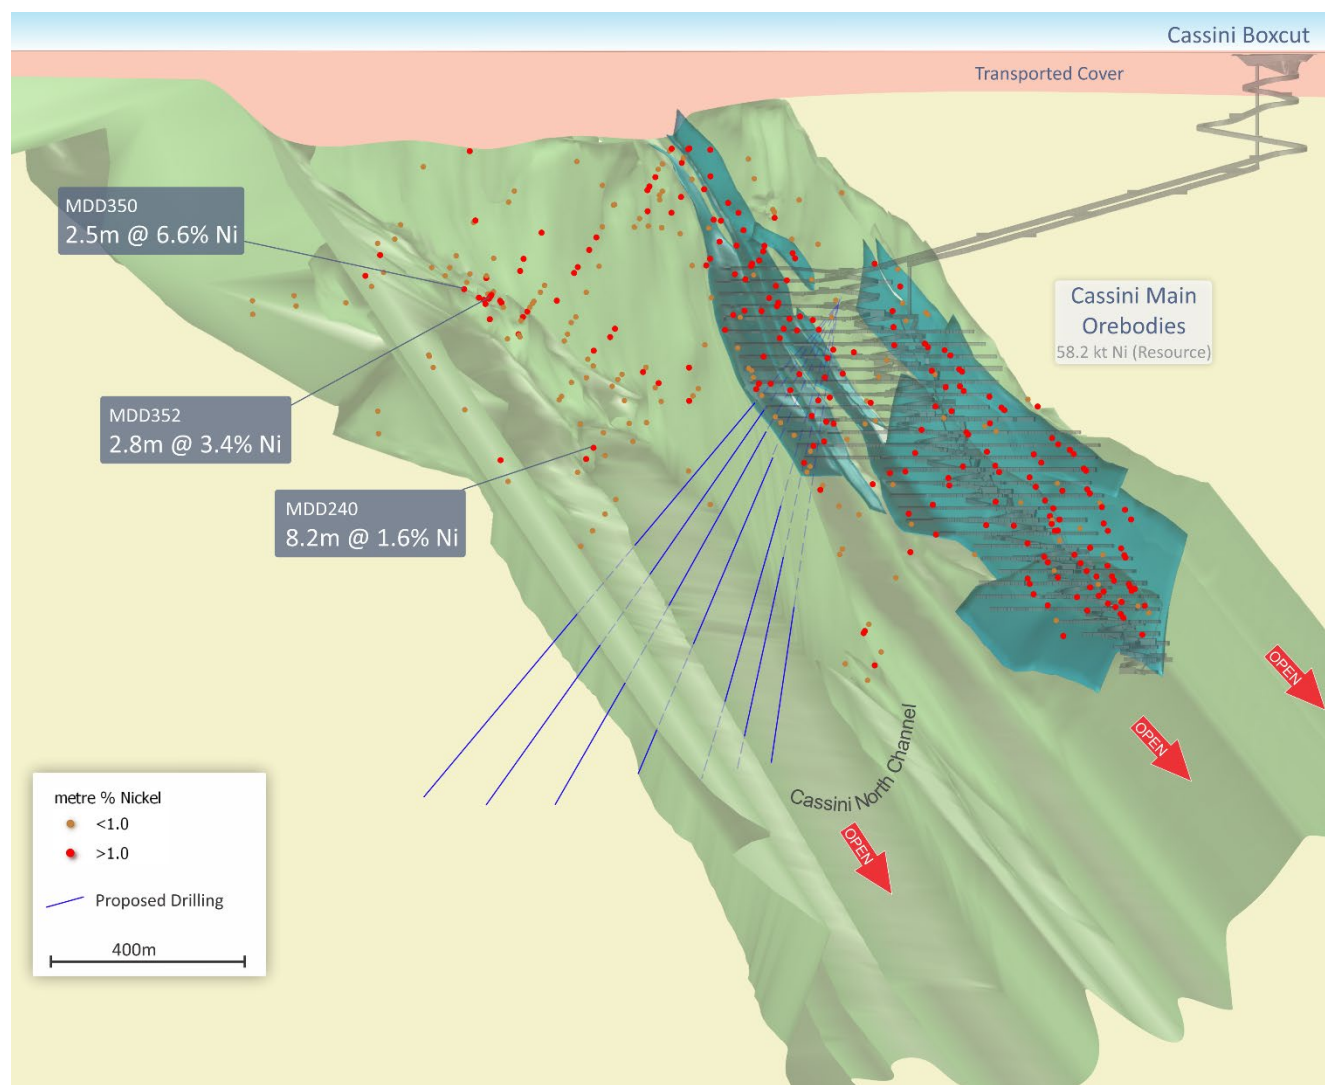 Cassini Boxcut
Transported Cover
MDD350
2.5m @ 6.6% Ni
Cassini Main
Orebodies
58.2 kt Ni (Resource)
MDD352
2.8m @ 3.4% Ni
MDD240
8.2m @ 1.6% Ni
OPEN
OPEN
Cassini North Channel
OPEN
metre % Nickel
<1.0
>1.0
Proposed Drilling
400m